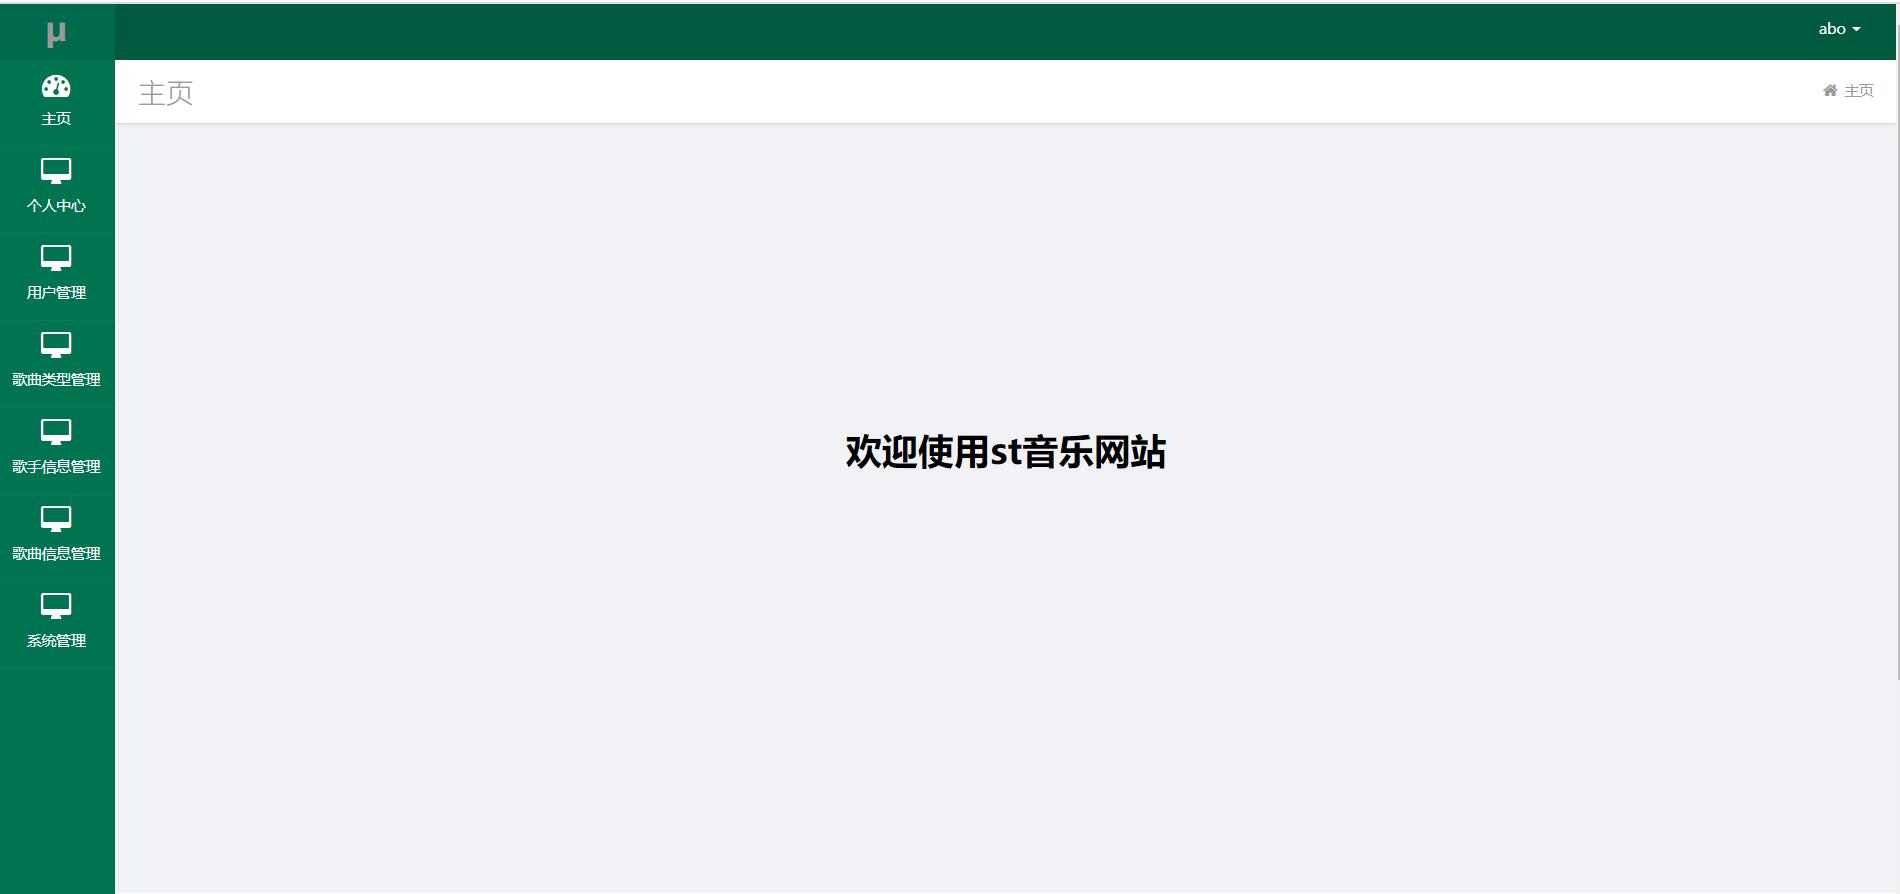 μ
abo
主页
主页
主页
个人中心
用户管理
歌曲类型管理
歌手信息管理
歌曲信息管理
系统管理
欢迎使用st音乐网站